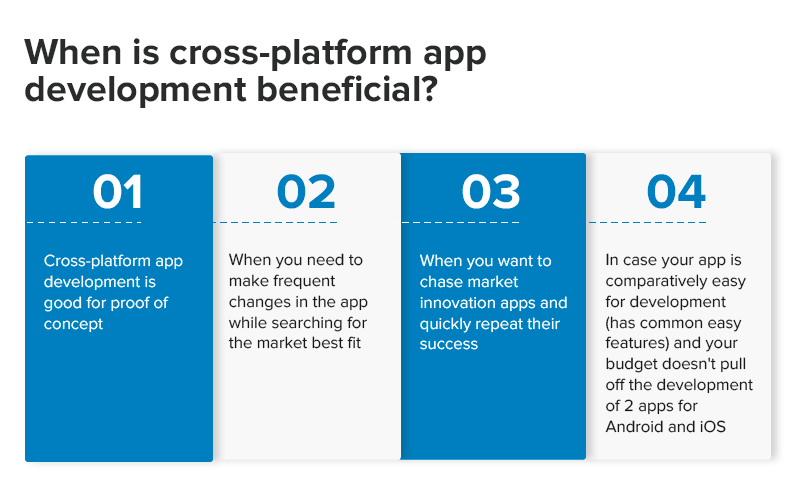 When is cross-platform app
development beneficial?
01
Cross-platform app
development is
good for proof of
concept
02
When you need to
make frequent
changes in the app
while searching for
the market best fit
03
When you want to
chase market
innovation apps and
quickly repeat their
success
04
In case your app is
comparatively easy
for development
(has common easy
features) and your
budget doesn't pull
off the development
of 2 apps for
Android and iOS